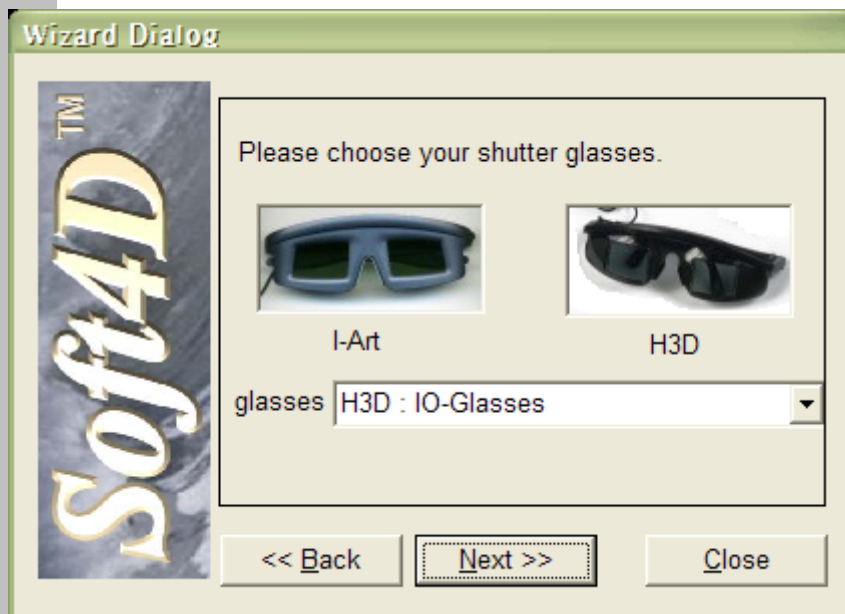 Wizard Dialog
Soft4D™
Please choose your shutter glasses.
I-Art
H3D
glasses H3D : IO-Glasses
<< Back Next >> Close